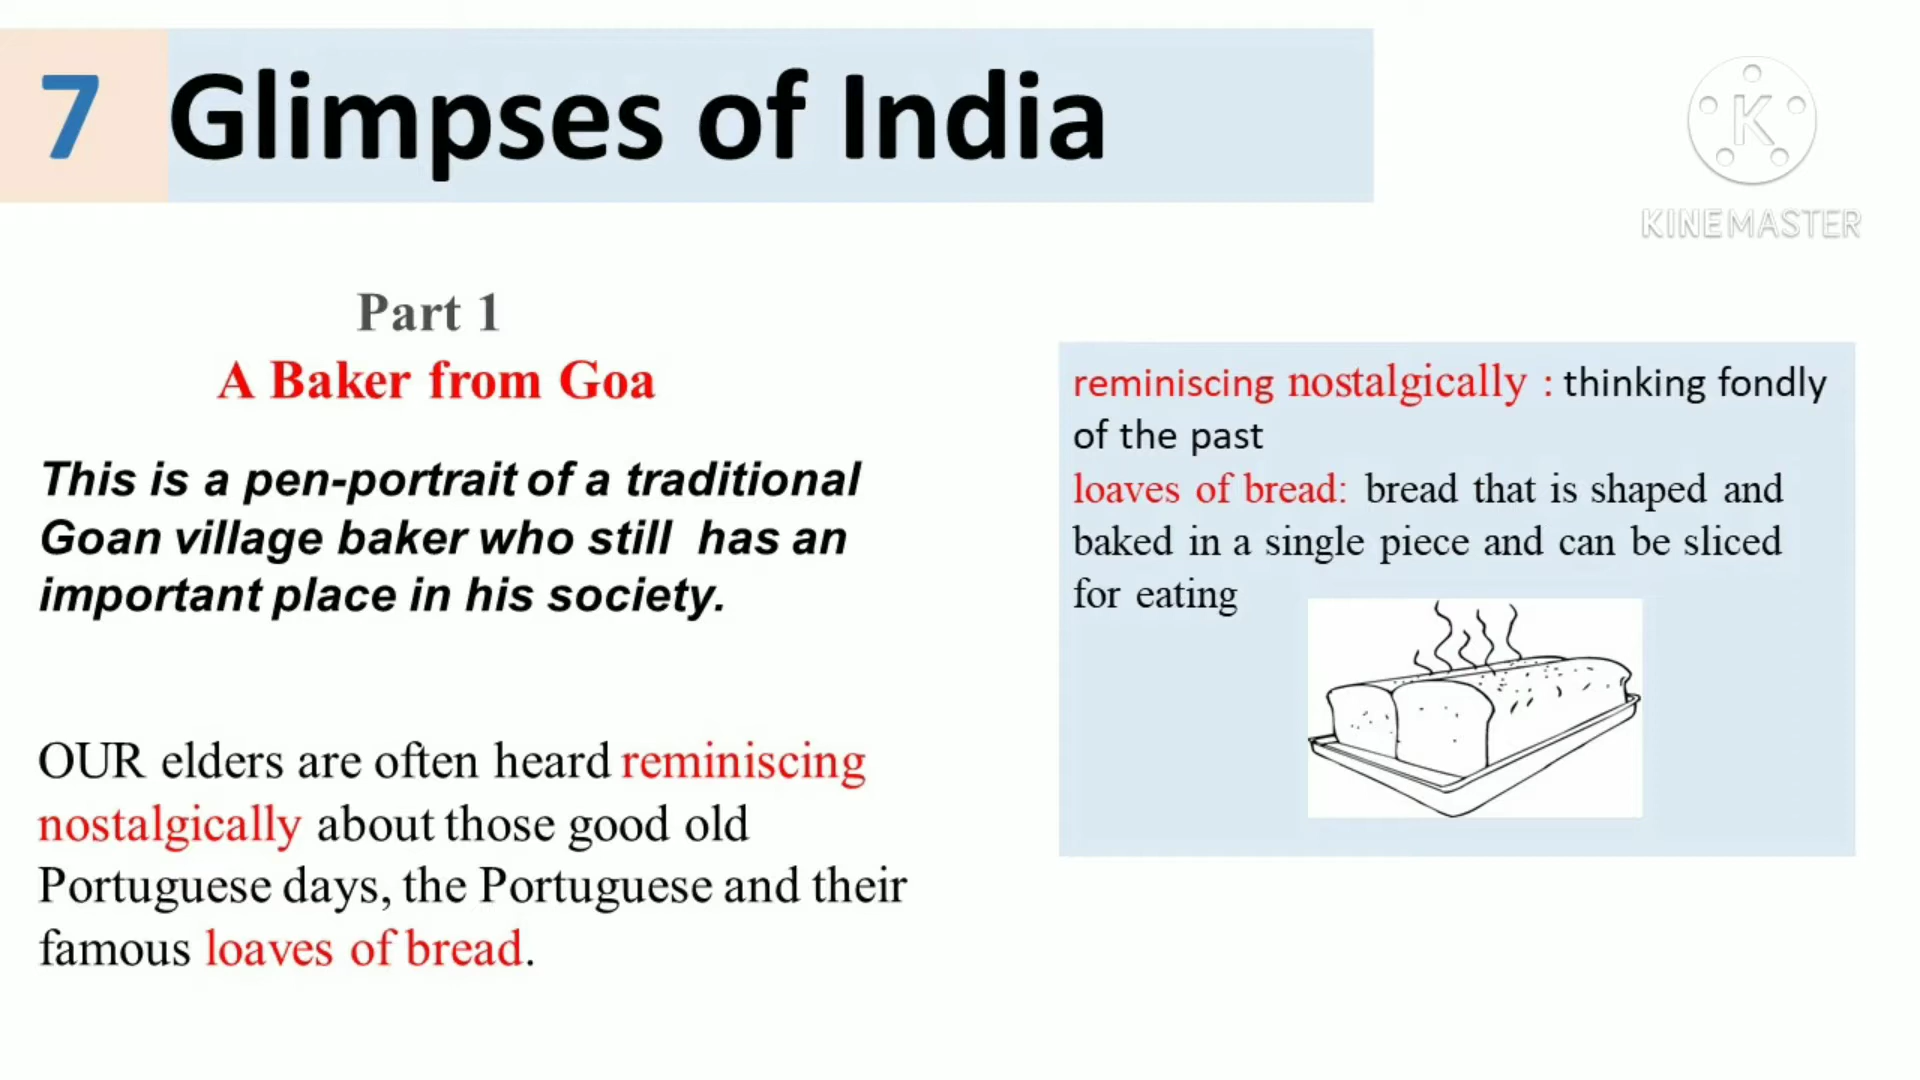 7 Glimpses of India
K
KINEMASTER
Part 1
A Baker from Goa
This is a pen-portrait of a traditional
Goan village baker who still has an
important place in his society.
OUR elders are often heard reminiscing
nostalgically about those good old
Portuguese days, the Portuguese and their
famous loaves of bread.
reminiscing nostalgically : thinking fondly
of the past
loaves of bread: bread that is shaped and
baked in a single piece and can be sliced
for eating